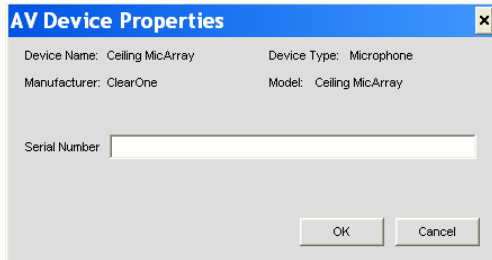 AV Device Properties
Device Name: Ceiling MicArray Device Type: Microphone
Manufacturer: ClearOne Model: Ceiling MicArray
Serial Number
OK Cancel